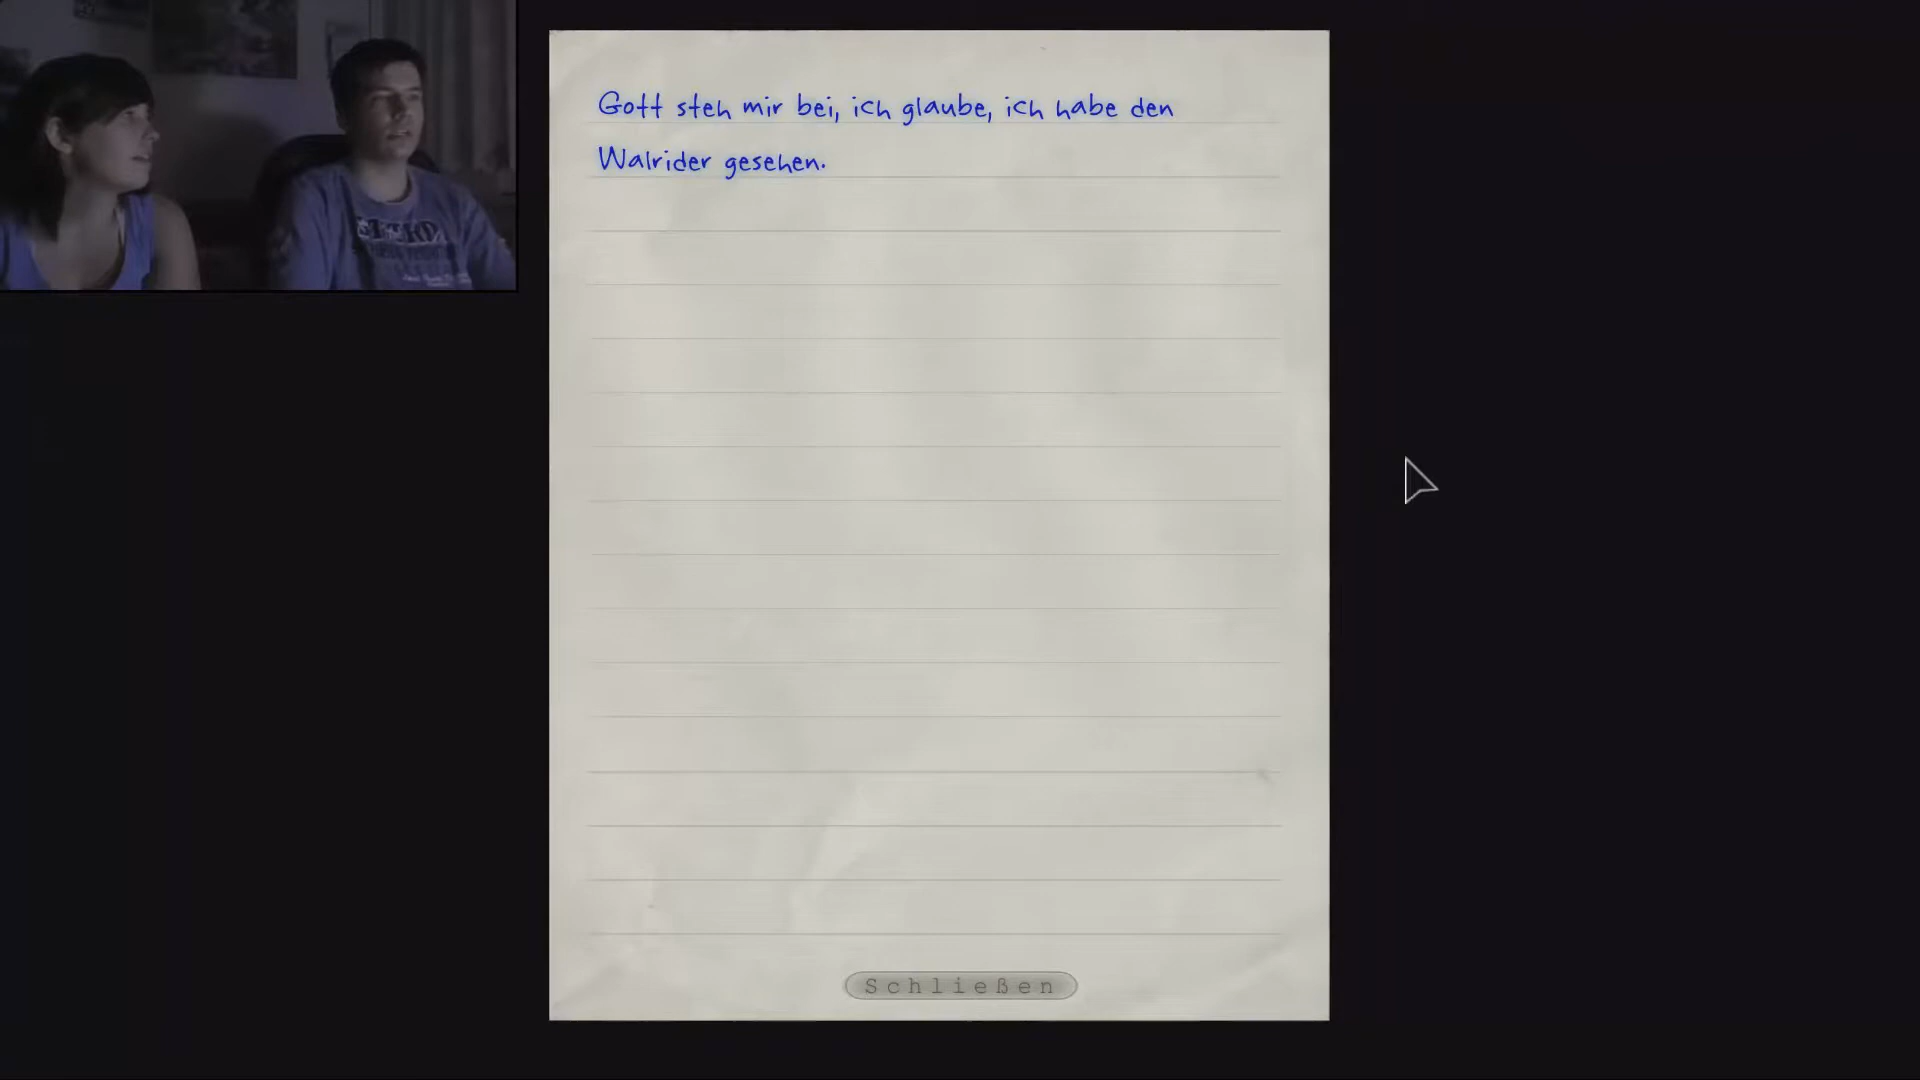 Gott steh mir bei, ich glaube, ich habe den
Walrider gesehen.
Schließen